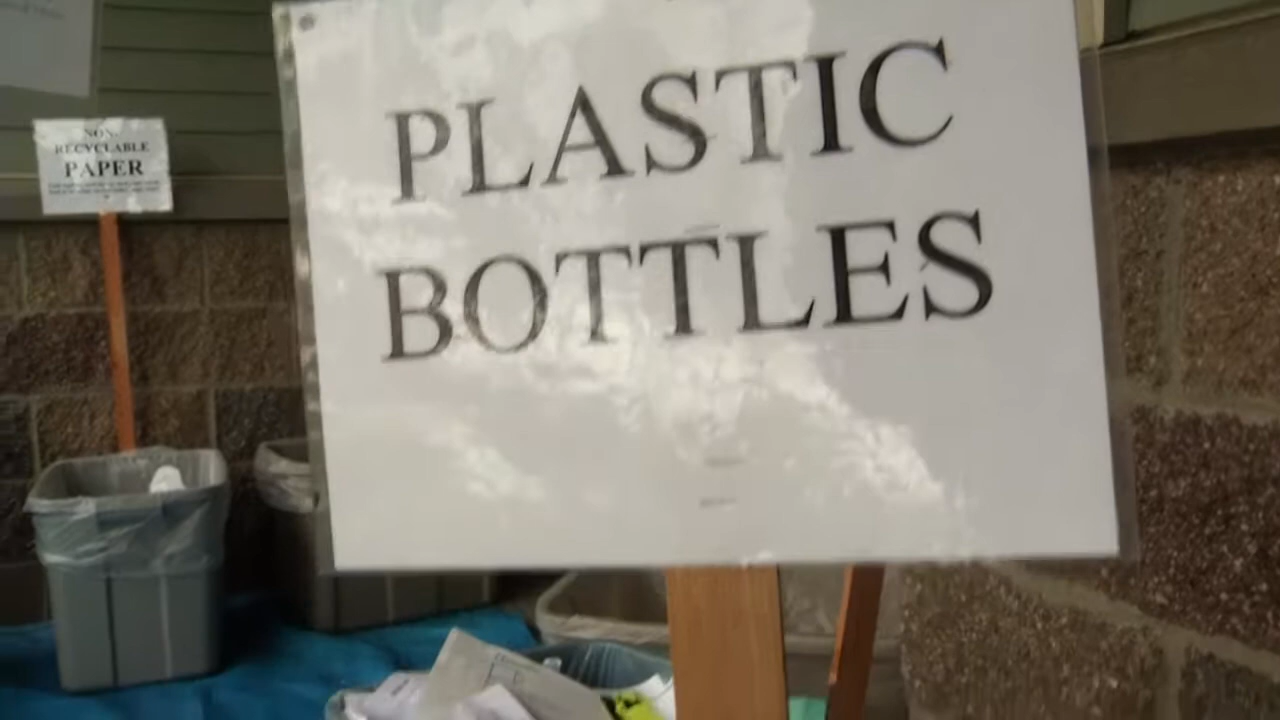 PLASTIC
BOTTLES
NON-
RECYCLABLE
PAPER